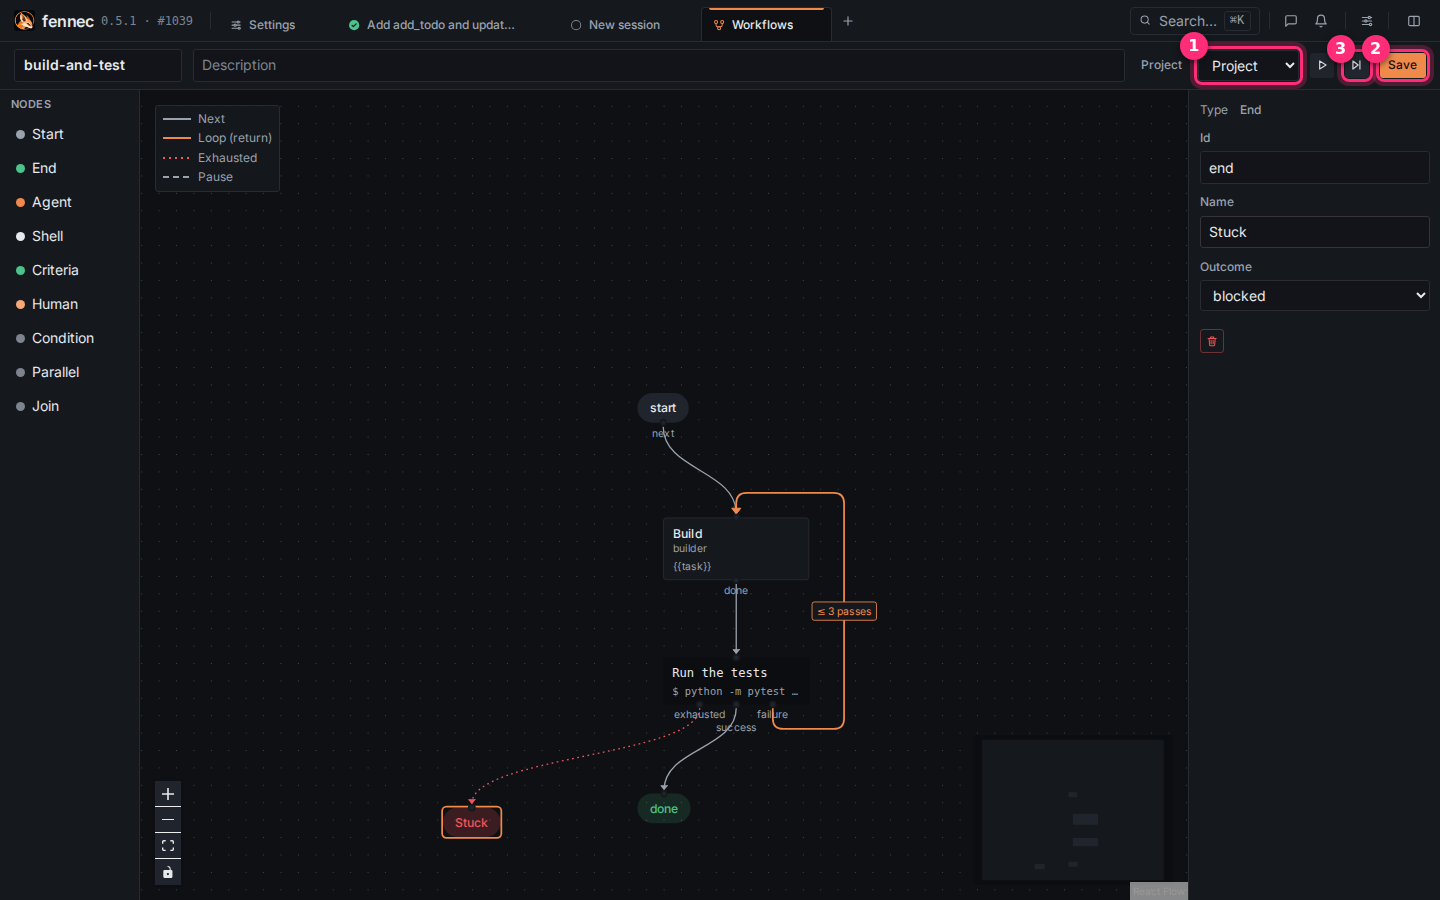 fennec 0.5.1 · #1039
Settings
Add add_todo and updat...
New session
Workflows
Search... ⌘K
build-and-test
Description
Project
1
Project
3
2
Save
NODES
Start
End
Agent
Shell
Criteria
Human
Condition
Parallel
Join
Next
Loop (return)
Exhausted
Pause
start
next
Build
builder
{{task}}
done
≤ 3 passes
Run the tests
$ python -m pytest …
exhausted
failure
success
Stuck
done
React Flow
Type End
Id
end
Name
Stuck
Outcome
blocked